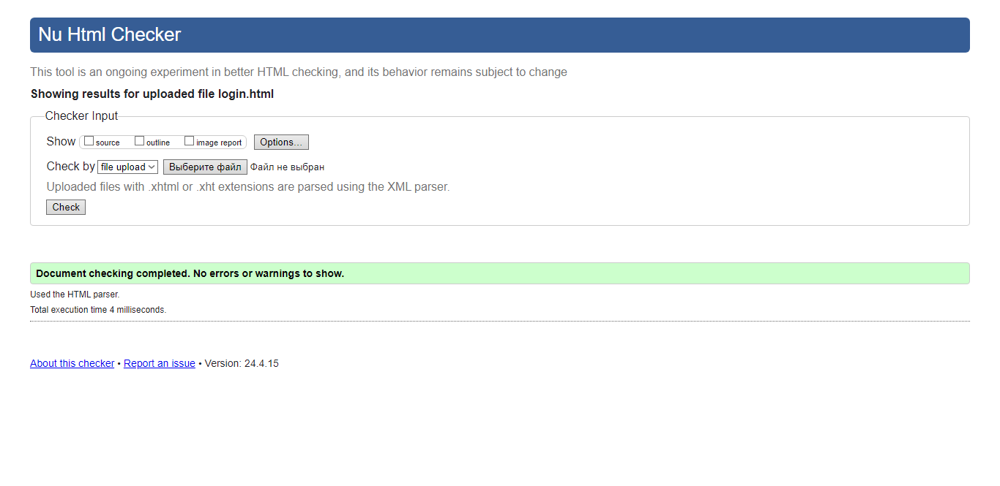 Nu Html Checker
This tool is an ongoing experiment in better HTML checking, and its behavior remains subject to change
Showing results for uploaded file login.html
Checker Input
Show source outline image report Options...
Check by file upload Выберите файл Файл не выбран
Uploaded files with .xhtml or .xht extensions are parsed using the XML parser.
Check
Document checking completed. No errors or warnings to show.
Used the HTML parser.
Total execution time 4 milliseconds.
About this checker • Report an issue • Version: 24.4.15